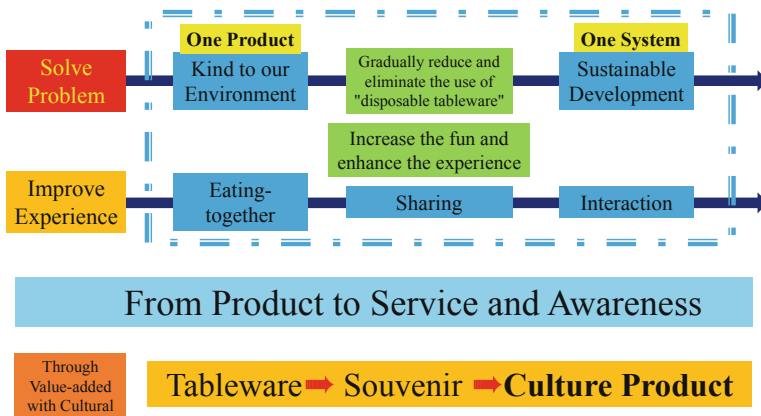 One Product
One System
Solve
Problem
Kind to our
Environment
Gradually reduce and
eliminate the use of
"disposable tableware"
Sustainable
Development
Increase the fun and
enhance the experience
Improve
Experience
Eating-
together
Sharing
Interaction
From Product to Service and Awareness
Through
Value-added
with Cultural
Tableware Souvenir Culture Product